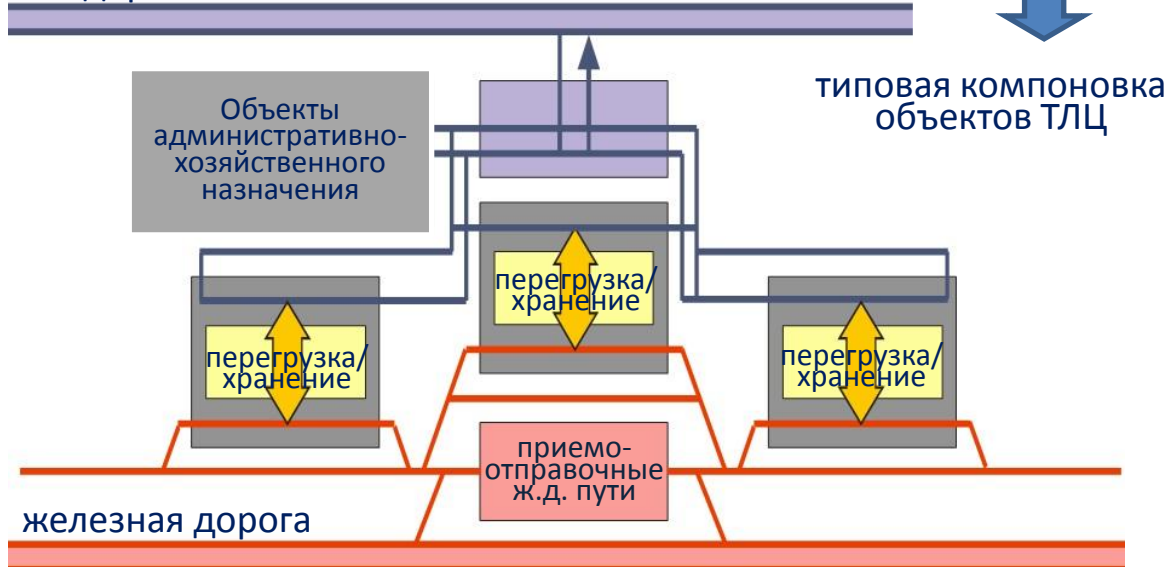 типовая компоновка
объектов ТЛЦ
Объекты
административно-
хозяйственного
назначения
перегрузка/
хранение
перегрузка/
хранение
перегрузка/
хранение
приемо-
отправочные
ж.д. пути
железная дорога